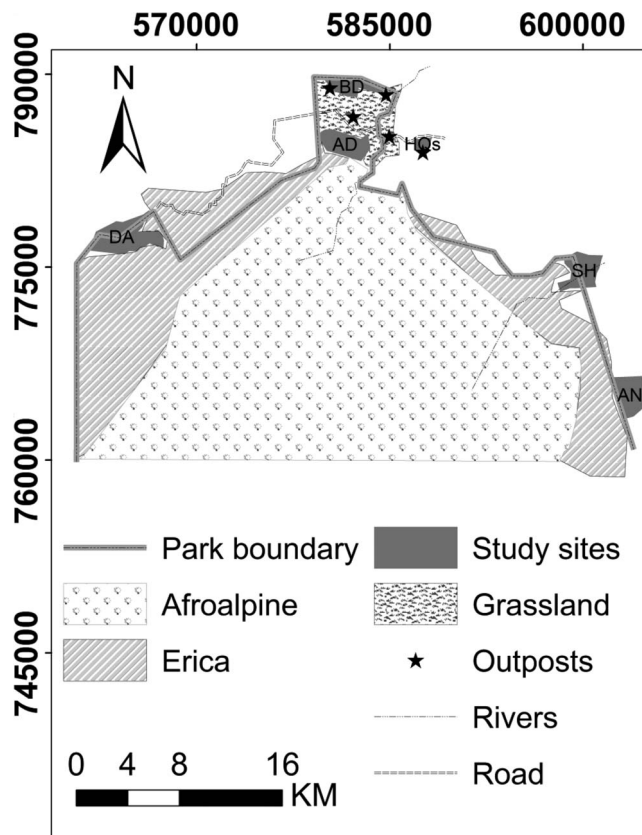 570000 585000 600000
790000
775000
760000
745000
N
BD
AD
HQs
DA
SH
AN
Park boundary
Afroalpine
Erica
Study sites
Grassland
Outposts
Rivers
Road
0 4 8 16
KM